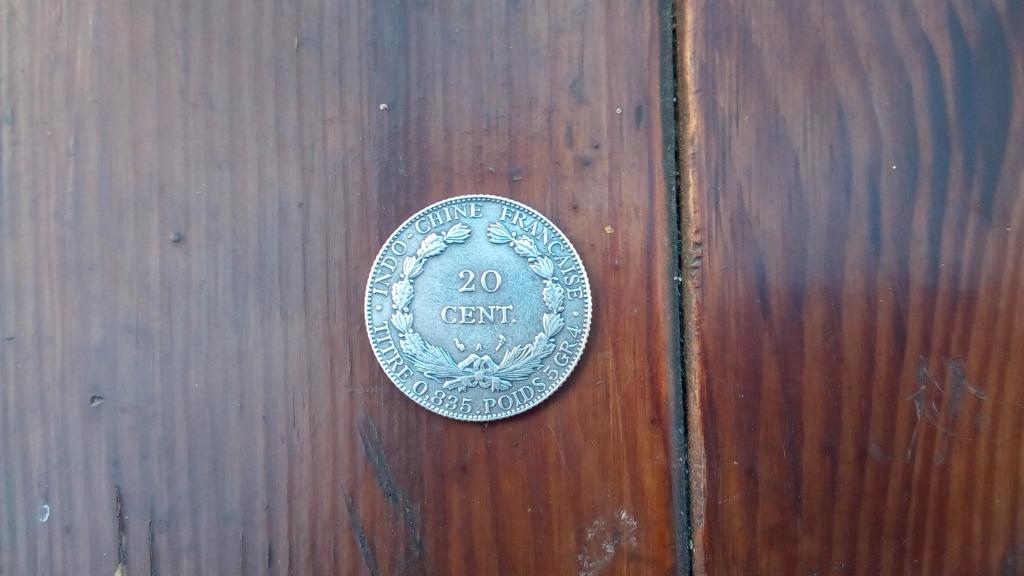 INDO-CHINE FRANÇAISE
20
CENT.
TITRE 0,835. POIDS 5, GR 4